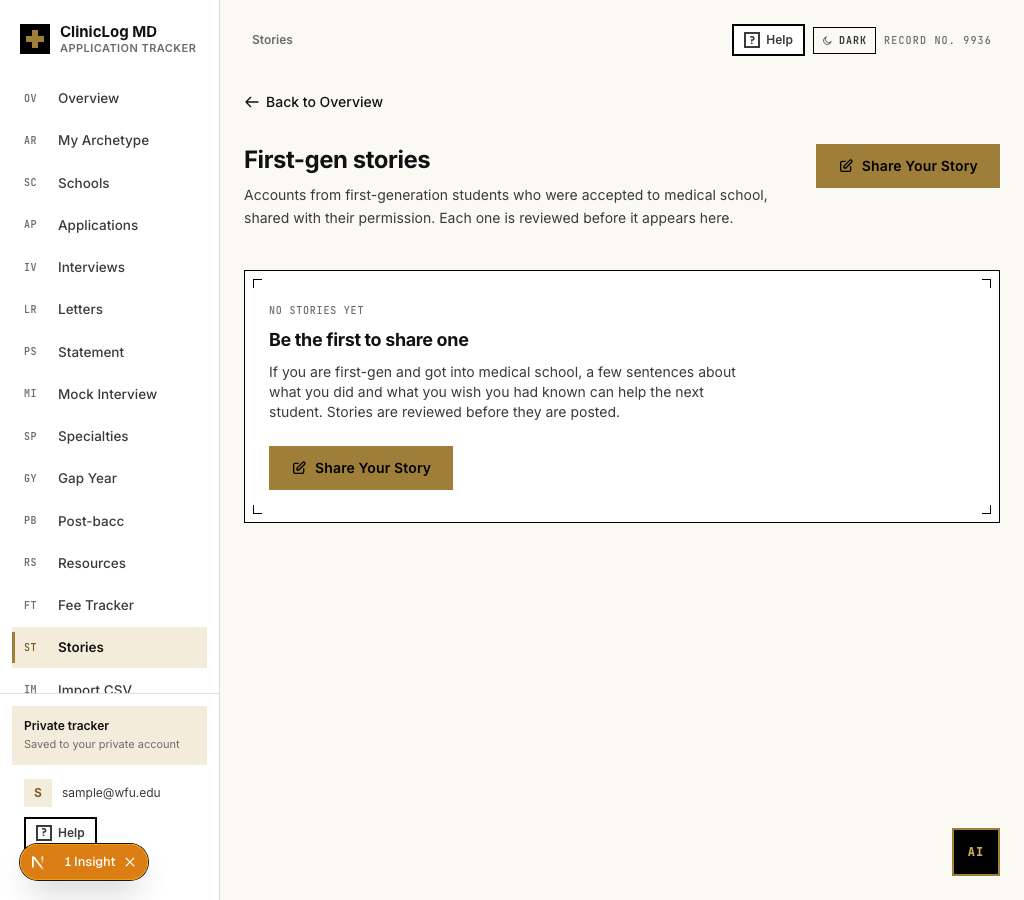 ClinicLog MD
APPLICATION TRACKER
OV Overview
AR My Archetype
SC Schools
AP Applications
IV Interviews
LR Letters
PS Statement
MI Mock Interview
SP Specialties
GY Gap Year
PB Post-bacc
RS Resources
FT Fee Tracker
ST Stories
IM Import CSV
Private tracker
Saved to your private account
S sample@wfu.edu
? Help
N 1 Insight
Stories
? Help
DARK
RECORD NO. 9936
Back to Overview
First-gen stories
Share Your Story
Accounts from first-generation students who were accepted to medical school,
shared with their permission. Each one is reviewed before it appears here.
NO STORIES YET
Be the first to share one
If you are first-gen and got into medical school, a few sentences about
what you did and what you wish you had known can help the next
student. Stories are reviewed before they are posted.
Share Your Story
AI